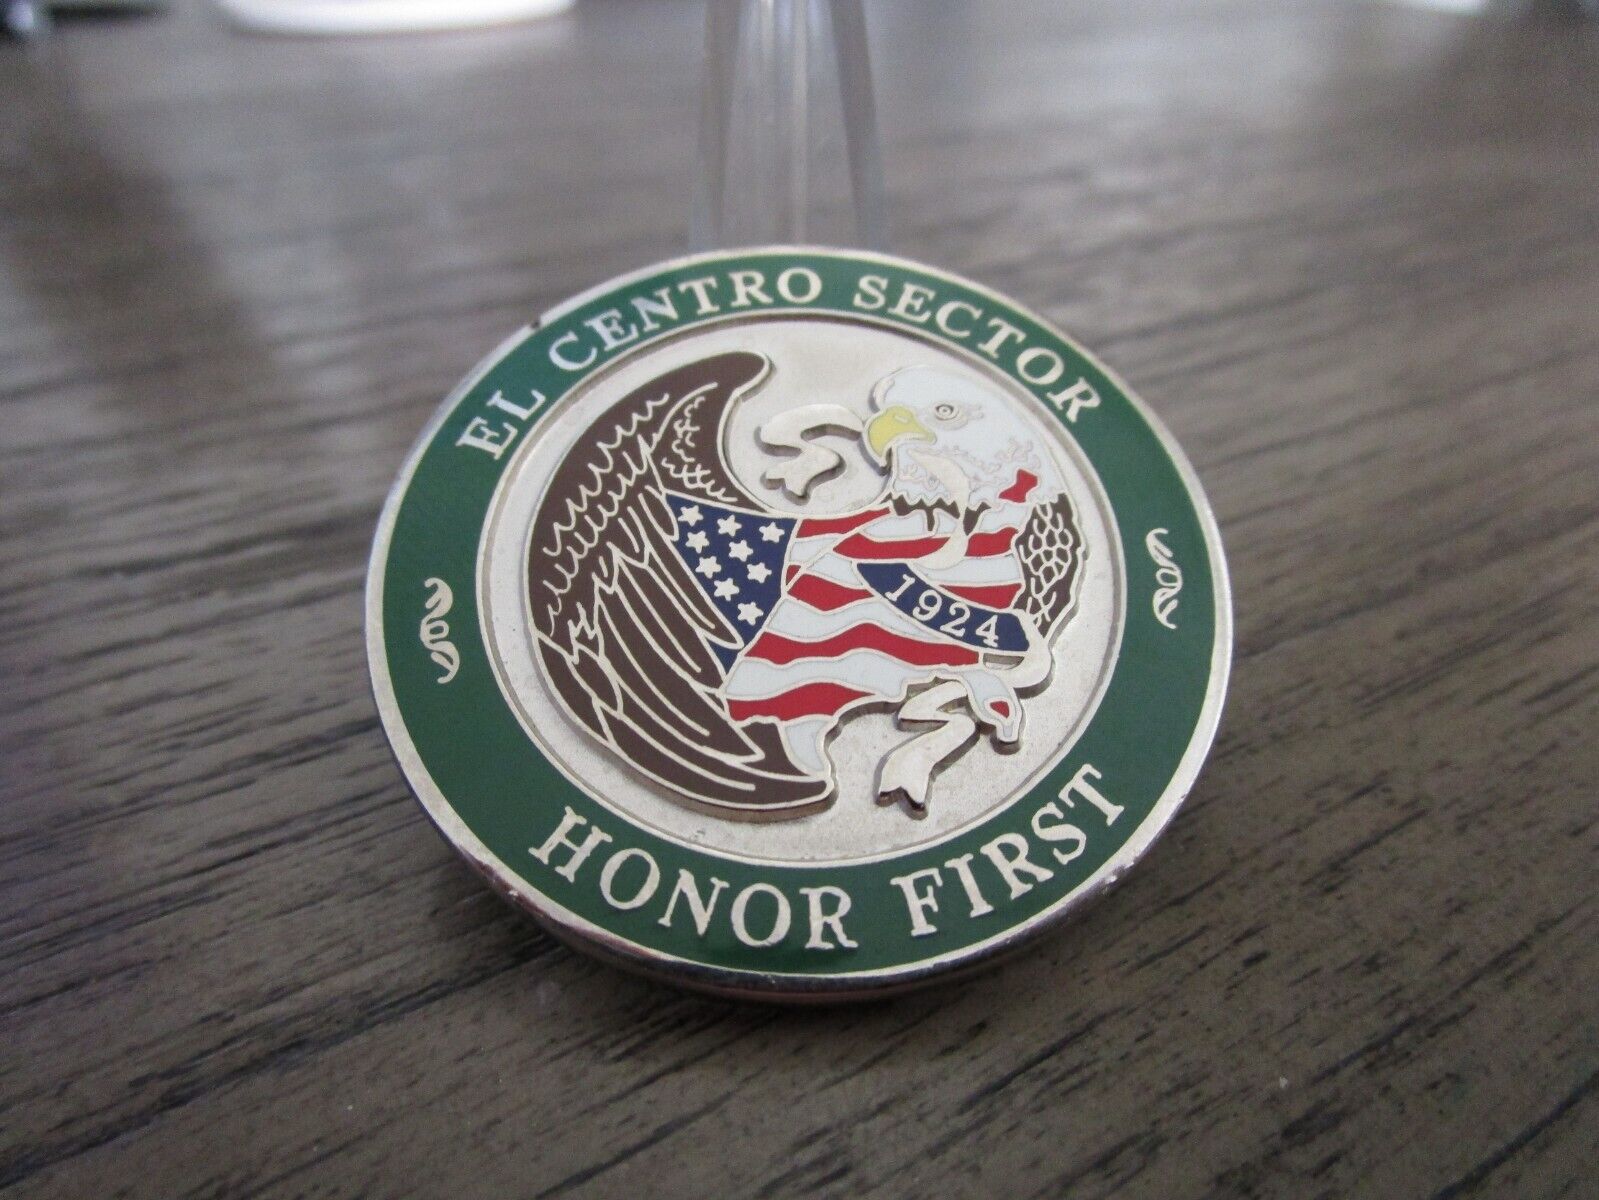 EL CENTRO SECTOR
1924
HONOR FIRST